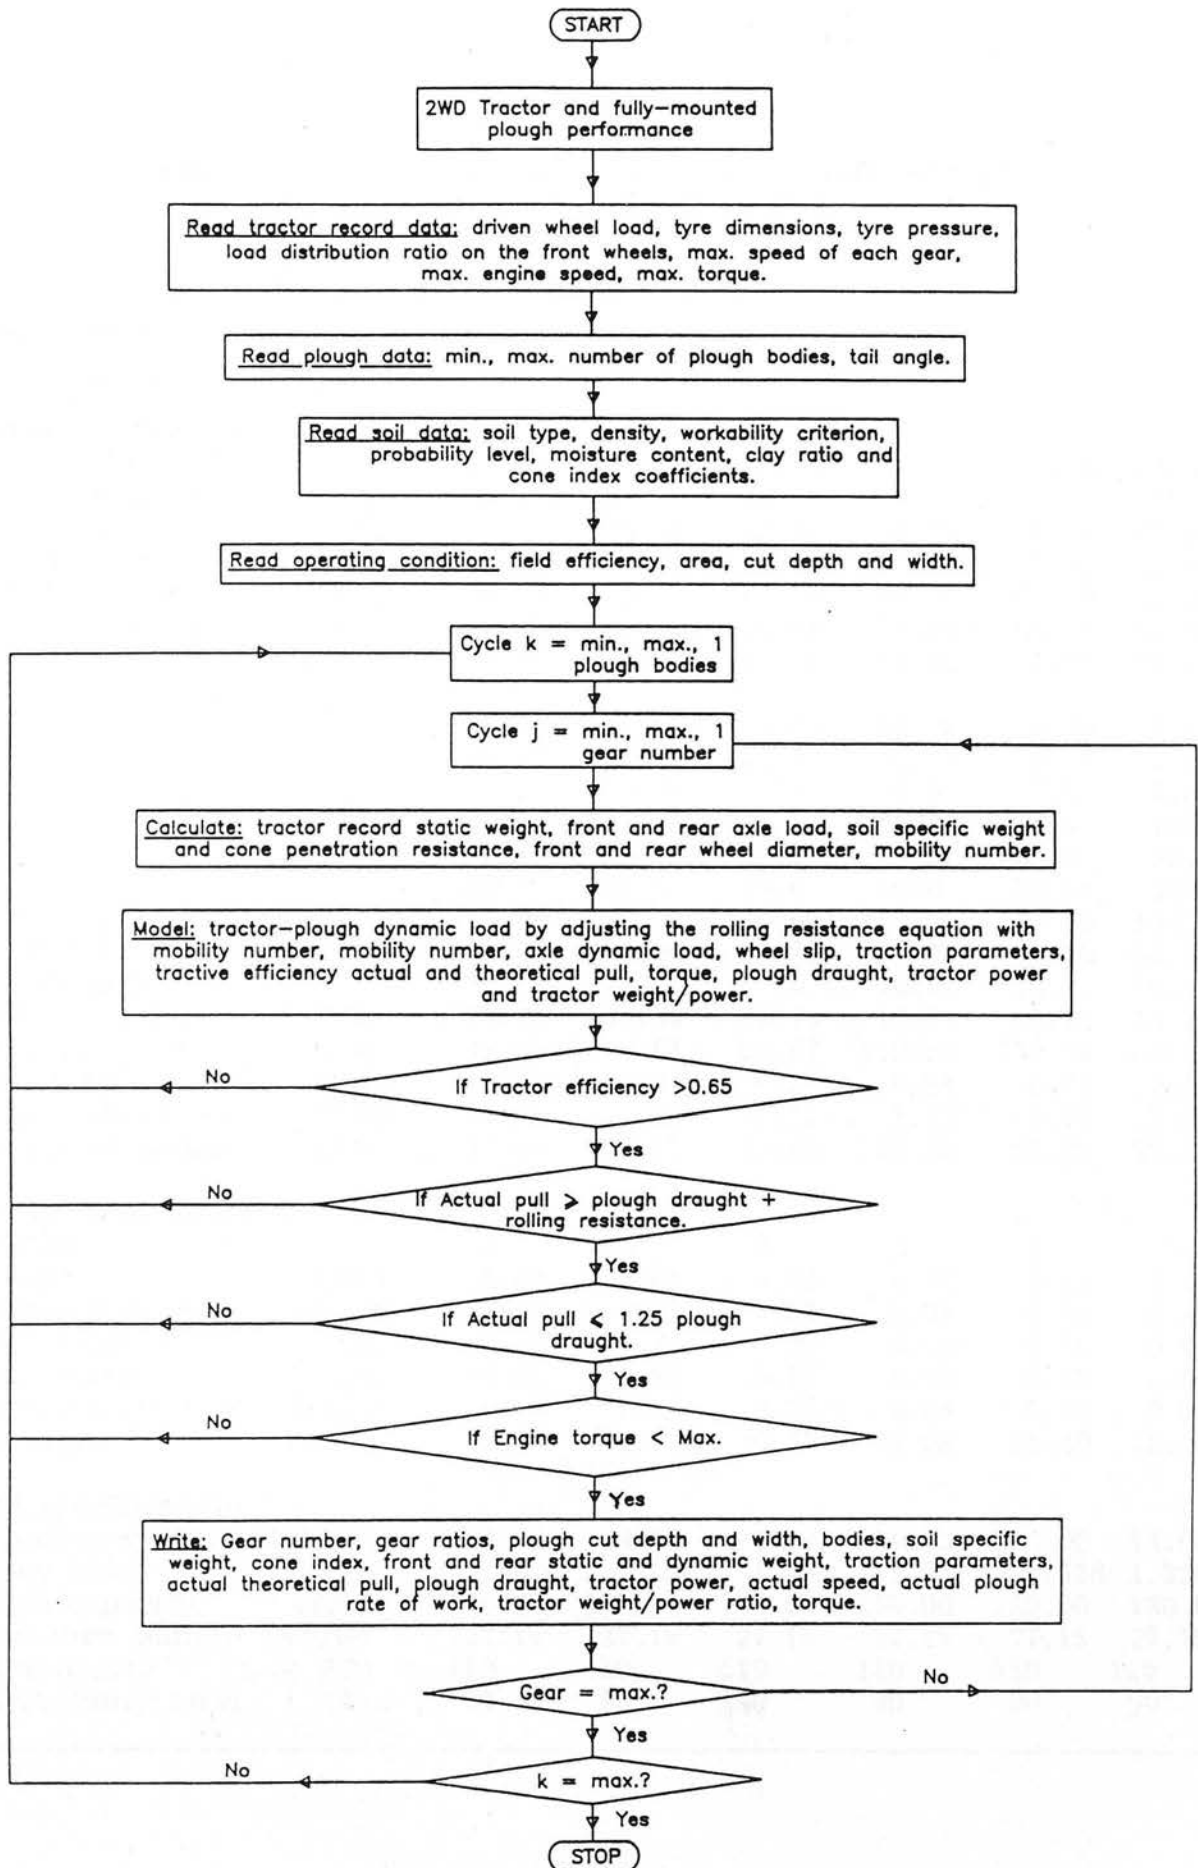 START
2WD Tractor and fully-mounted
plough performance
Read tractor record data: driven wheel load, tyre dimensions, tyre pressure,
load distribution ratio on the front wheels, max. speed of each gear,
max. engine speed, max. torque.
Read plough data: min., max. number of plough bodies, tail angle.
Read soil data: soil type, density, workability criterion,
probability level, moisture content, clay ratio and
cone index coefficients.
Read operating condition: field efficiency, area, cut depth and width.
Cycle k = min., max., 1
plough bodies
Cycle j = min., max., 1
gear number
Calculate: tractor record static weight, front and rear axle load, soil specific weight
and cone penetration resistance, front and rear wheel diameter, mobility number.
Model: tractor-plough dynamic load by adjusting the rolling resistance equation with
mobility number, mobility number, axle dynamic load, wheel slip, traction parameters,
tractive efficiency actual and theoretical pull, torque, plough draught, tractor power
and tractor weight/power.
No
If Tractor efficiency >0.65
Yes
No
If Actual pull ⩾ plough draught +
rolling resistance.
Yes
No
If Actual pull ⩽ 1.25 plough
draught.
Yes
No
If Engine torque < Max.
Yes
Write: Gear number, gear ratios, plough cut depth and width, bodies, soil specific
weight, cone index, front and rear static and dynamic weight, traction parameters,
actual theoretical pull, plough draught, tractor power, actual speed, actual plough
rate of work, tractor weight/power ratio, torque.
Gear = max.?
No
Yes
No
k = max.?
Yes
STOP